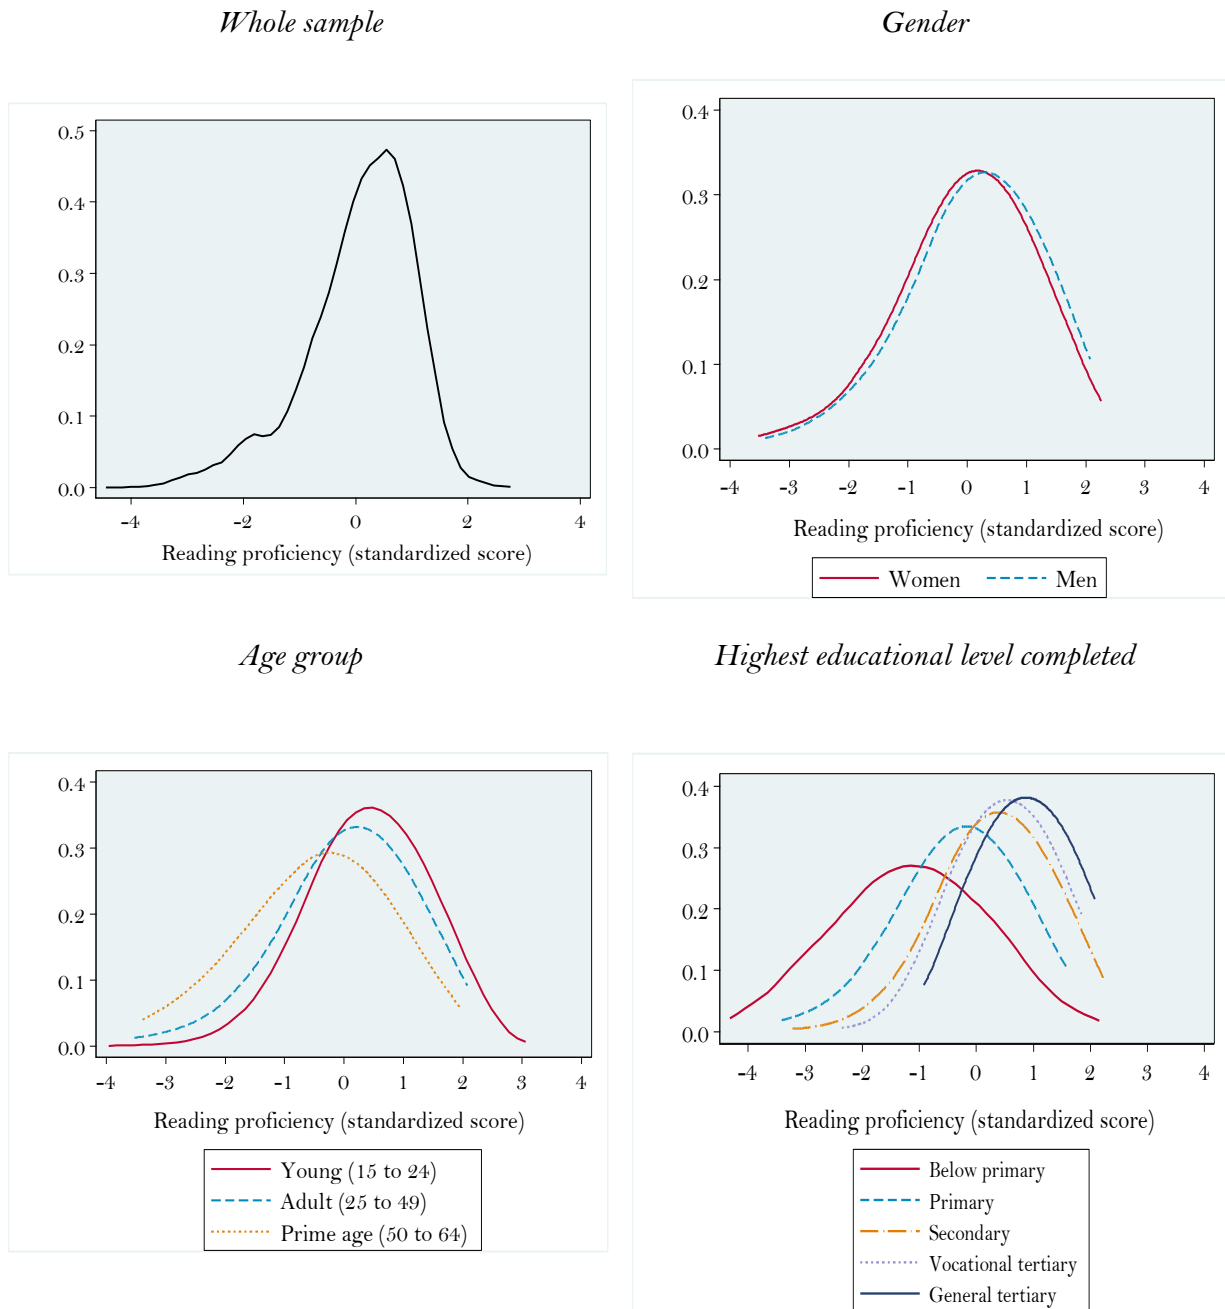 Whole sample
0.5
0.4
0.3
0.2
0.1
0.0
-4 -2 0 2 4
Reading proficiency (standardized score)
Gender
0.4
0.3
0.2
0.1
0.0
-4 -3 -2 -1 0 1 2 3 4
Reading proficiency (standardized score)
Women Men
Age group
0.4
0.3
0.2
0.1
0.0
-4 -3 -2 -1 0 1 2 3 4
Reading proficiency (standardized score)
Young (15 to 24)
Adult (25 to 49)
Prime age (50 to 64)
Highest educational level completed
0.4
0.3
0.2
0.1
0.0
-4 -3 -2 -1 0 1 2 3 4
Reading proficiency (standardized score)
Below primary
Primary
Secondary
Vocational tertiary
General tertiary